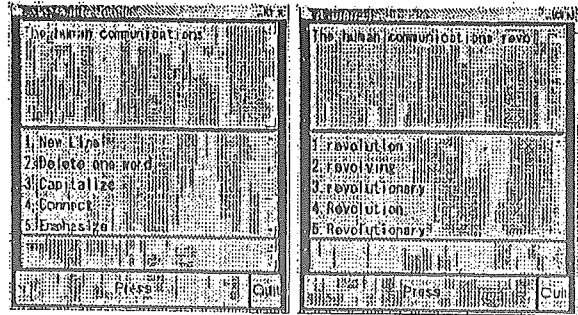 The human communications
1. New Line
2. Delete one word
3. Capitalize
4. Connect
5. Emphesize
Press
Quit
The human communications revo
1. revolution
2. revolving
3. revolutionary
4. Revolution
5. Revolutionary
Press
Quit